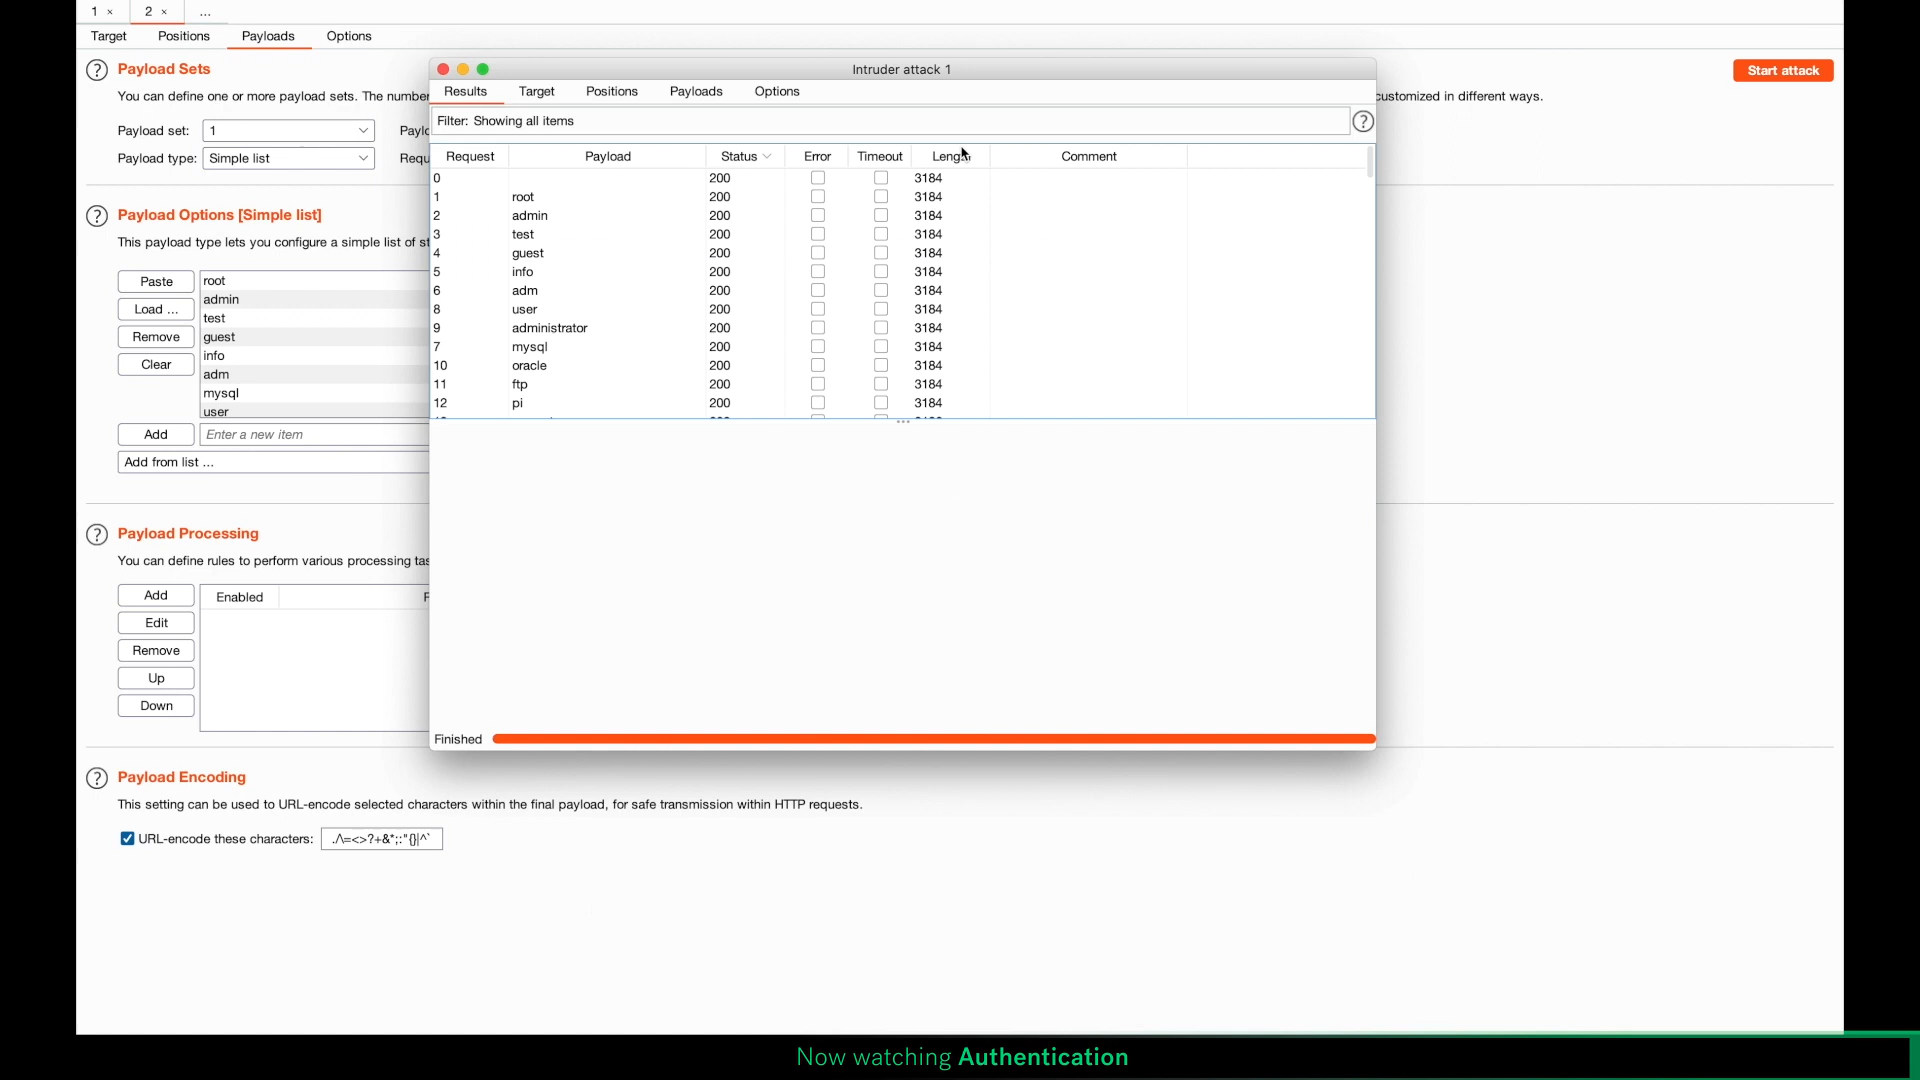 1 × 2 × ...
Target Positions Payloads Options
Payload Sets
Start attack
You can define one or more payload sets. The number
customized in different ways.
Payload set: 1
Payload type: Simple list
Payload Options [Simple list]
This payload type lets you configure a simple list of
Paste
Load ...
Remove
Clear
root
admin
test
guest
info
adm
mysql
user
Add Enter a new item
Add from list ...
Payload Processing
You can define rules to perform various processing
Add
Edit
Remove
Up
Down
Enabled
Payload Encoding
This setting can be used to URL-encode selected characters within the final payload, for safe transmission within HTTP requests.
URL-encode these characters: ./\=<>?+&*;:"{}|^`
Intruder attack 1
Results Target Positions Payloads Options
Filter: Showing all items
Request Payload Status Error Timeout Length Comment
0 200 3184
1 root 200 3184
2 admin 200 3184
3 test 200 3184
4 guest 200 3184
5 info 200 3184
6 adm 200 3184
8 user 200 3184
9 administrator 200 3184
7 mysql 200 3184
10 oracle 200 3184
11 ftp 200 3184
12 pi 200 3184
Finished
Now watching Authentication